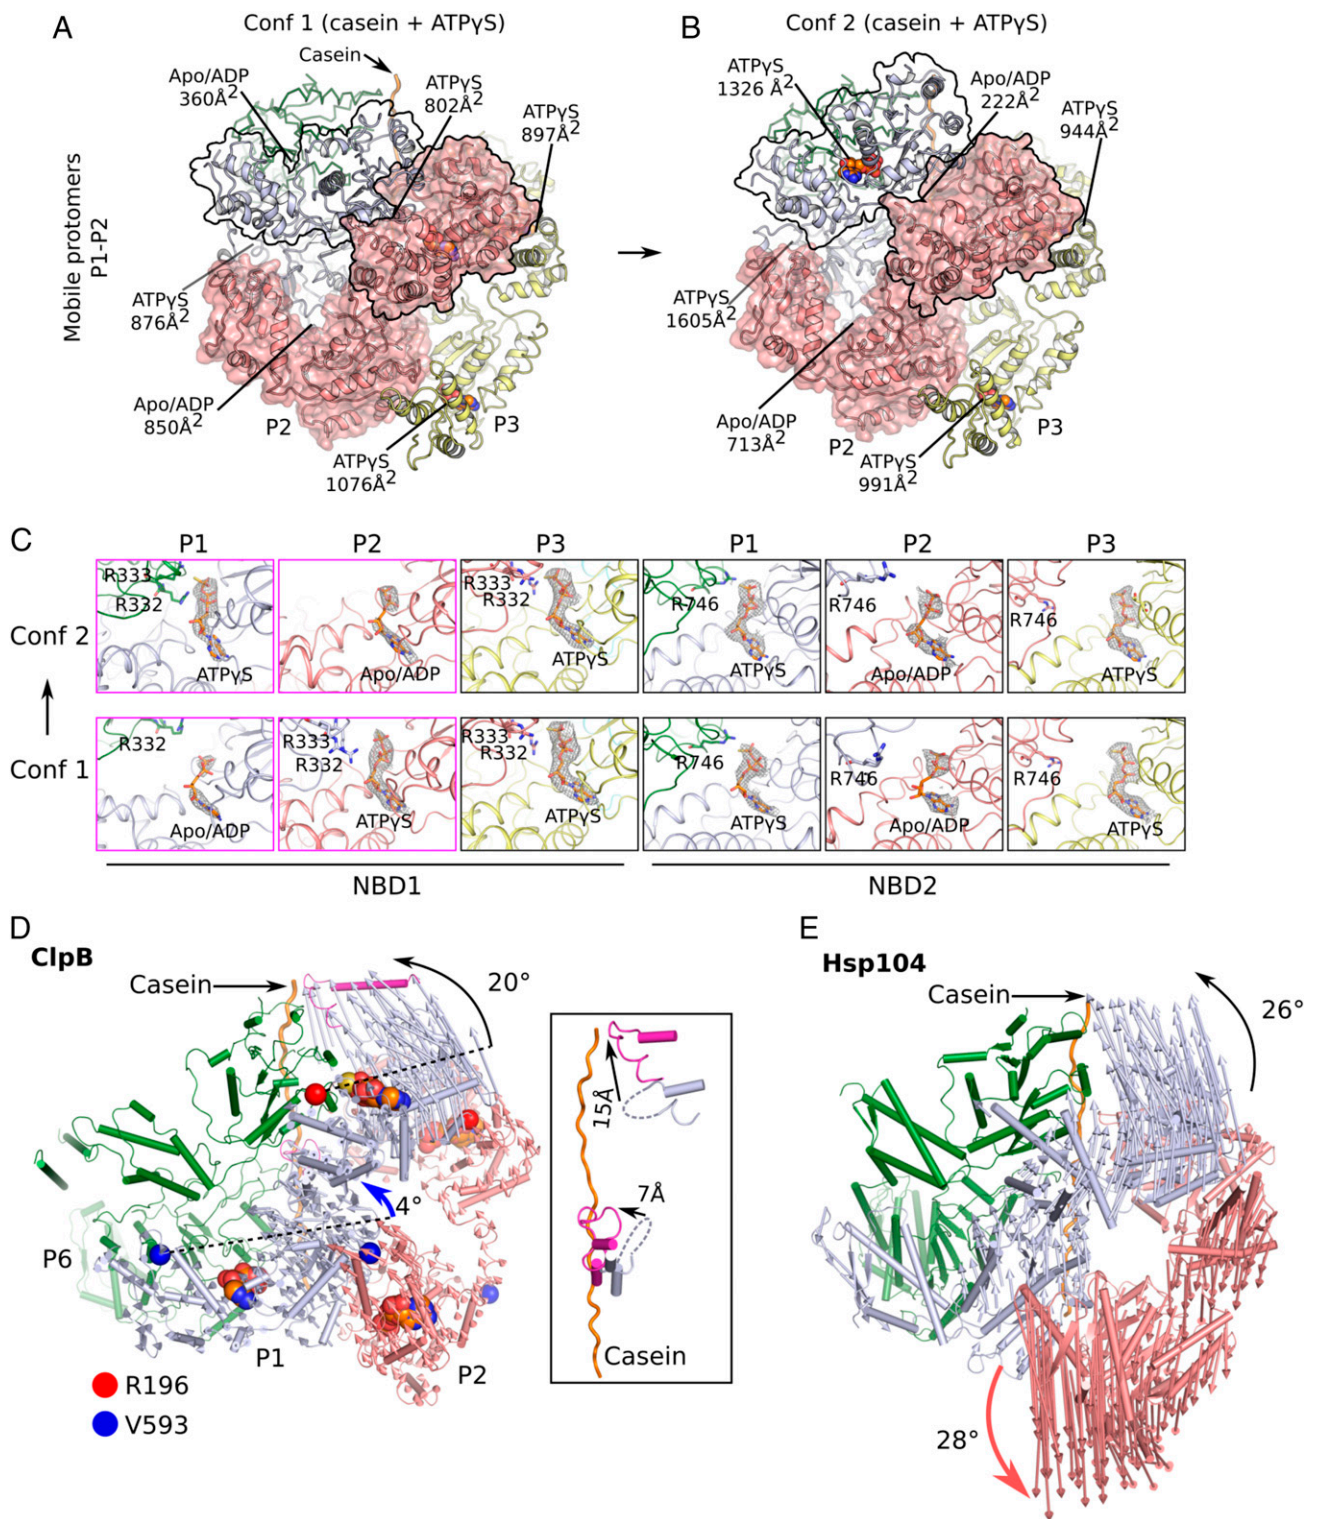 A
Conf 1 (casein + ATPγS)
Casein
Apo/ADP
360Å²
ATPγS
802Å²
ATPγS
897Å²
Mobile protomers
P1-P2
ATPγS
876Å²
Apo/ADP
850Å²
P2
ATPγS
1076Å²
P3
B
Conf 2 (casein + ATPγS)
ATPγS
1326 Å²
Apo/ADP
222Å²
ATPγS
944Å²
ATPγS
1605Å²
Apo/ADP
713Å²
P2
ATPγS
991Å²
P3
C
P1 P2 P3 P1 P2 P3
Conf 2
R333
R332
ATPγS
Apo/ADP
R333
R332
ATPγS
R746
ATPγS
R746
Apo/ADP
R746
ATPγS
Conf 1
R332
Apo/ADP
R333
R332
ATPγS
R333
R332
ATPγS
R746
ATPγS
R746
Apo/ADP
R746
ATPγS
NBD1 NBD2
D
ClpB
Casein
20°
4°
P6
P1
P2
R196
V593
15Å
7Å
Casein
E
Hsp104
Casein
26°
28°